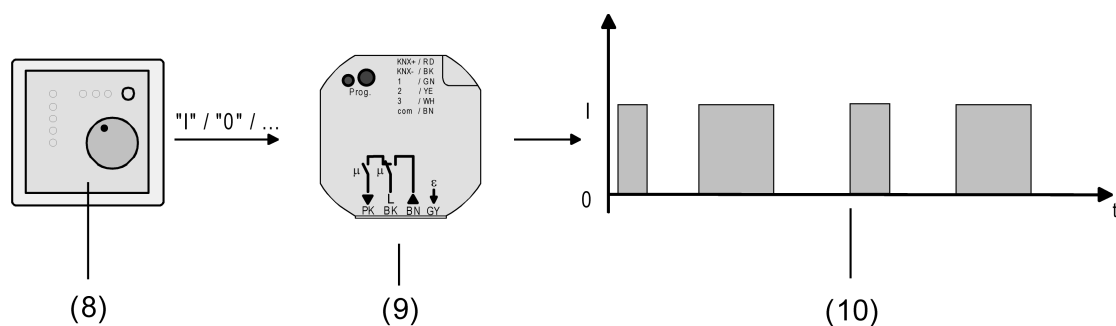 "I" / "0" / ...
KNX+ / RD
KNX- / BK
1 / GN
2 / YE
3 / WH
com / BN
Prog.
µ µ
L ε
PK BK BN GY
I
0
t
(8) (9) (10)